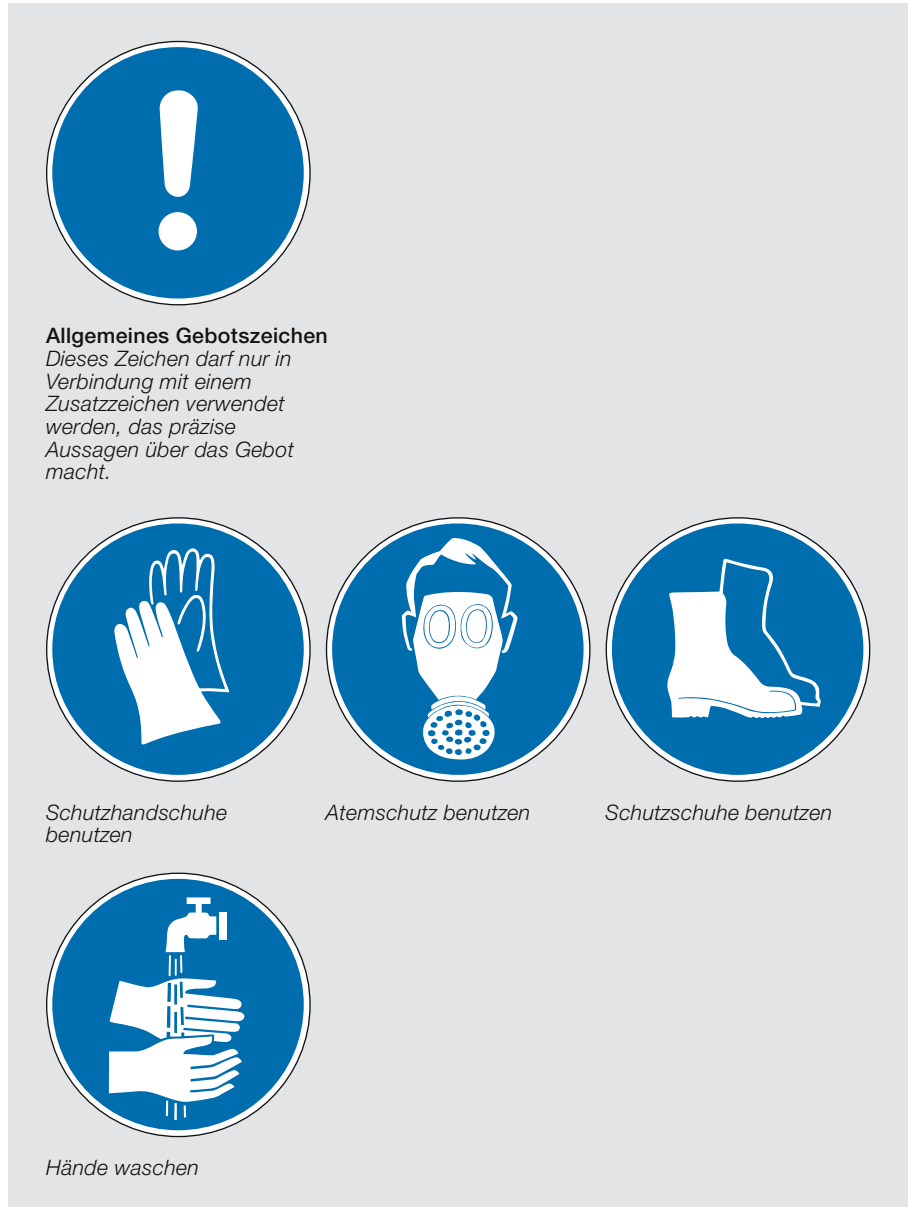 Allgemeines Gebotszeichen
Dieses Zeichen darf nur in
Verbindung mit einem
Zusatzzeichen verwendet
werden, das präzise
Aussagen über das Gebot
macht.
Schutzhandschuhe
benutzen
Atemschutz benutzen
Schutzschuhe benutzen
Hände waschen